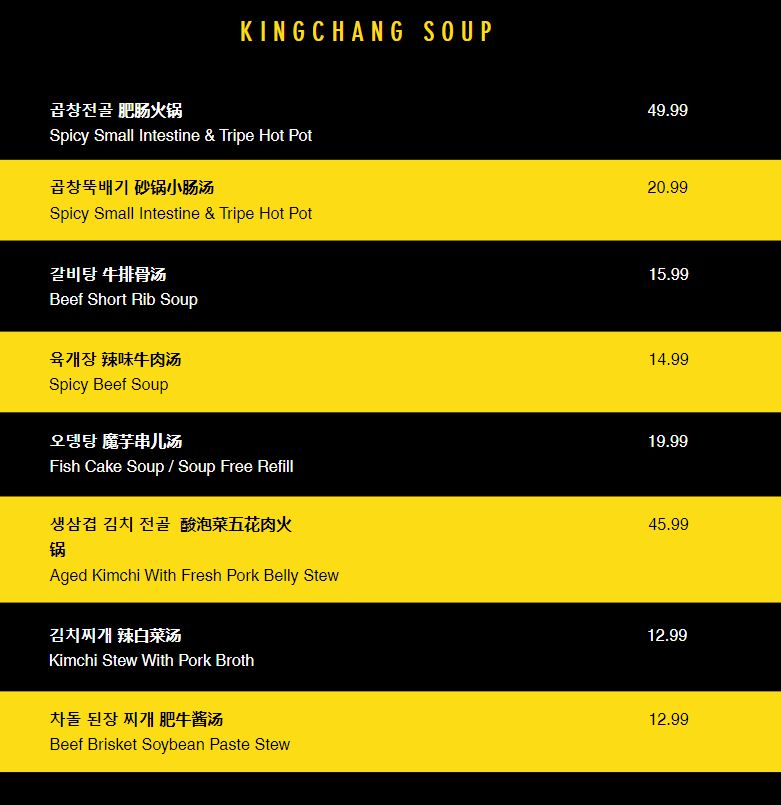 KINGCHANG SOUP
곱창전골 肥肠火锅 49.99
Spicy Small Intestine & Tripe Hot Pot
곱창뚝배기 砂锅小肠汤 20.99
Spicy Small Intestine & Tripe Hot Pot
갈비탕 牛排骨汤 15.99
Beef Short Rib Soup
육개장 辣味牛肉汤 14.99
Spicy Beef Soup
오뎅탕 魔芋串儿汤 19.99
Fish Cake Soup / Soup Free Refill
생삼겹 김치 전골 酸泡菜五花肉火 45.99
锅
Aged Kimchi With Fresh Pork Belly Stew
김치찌개 辣白菜汤 12.99
Kimchi Stew With Pork Broth
차돌 된장 찌개 肥牛酱汤 12.99
Beef Brisket Soybean Paste Stew